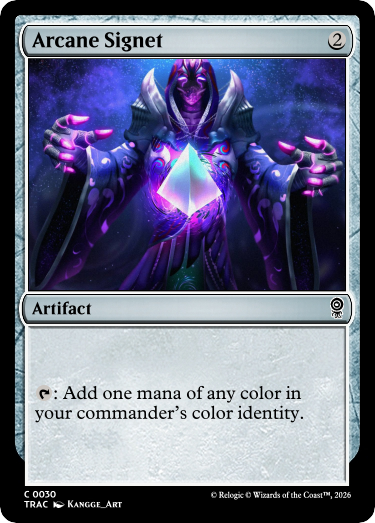 Arcane Signet 2
Artifact
: Add one mana of any color in
your commander's color identity.
C 0030
TRAC Kangge_Art
© Relogic © Wizards of the Coast™, 2026